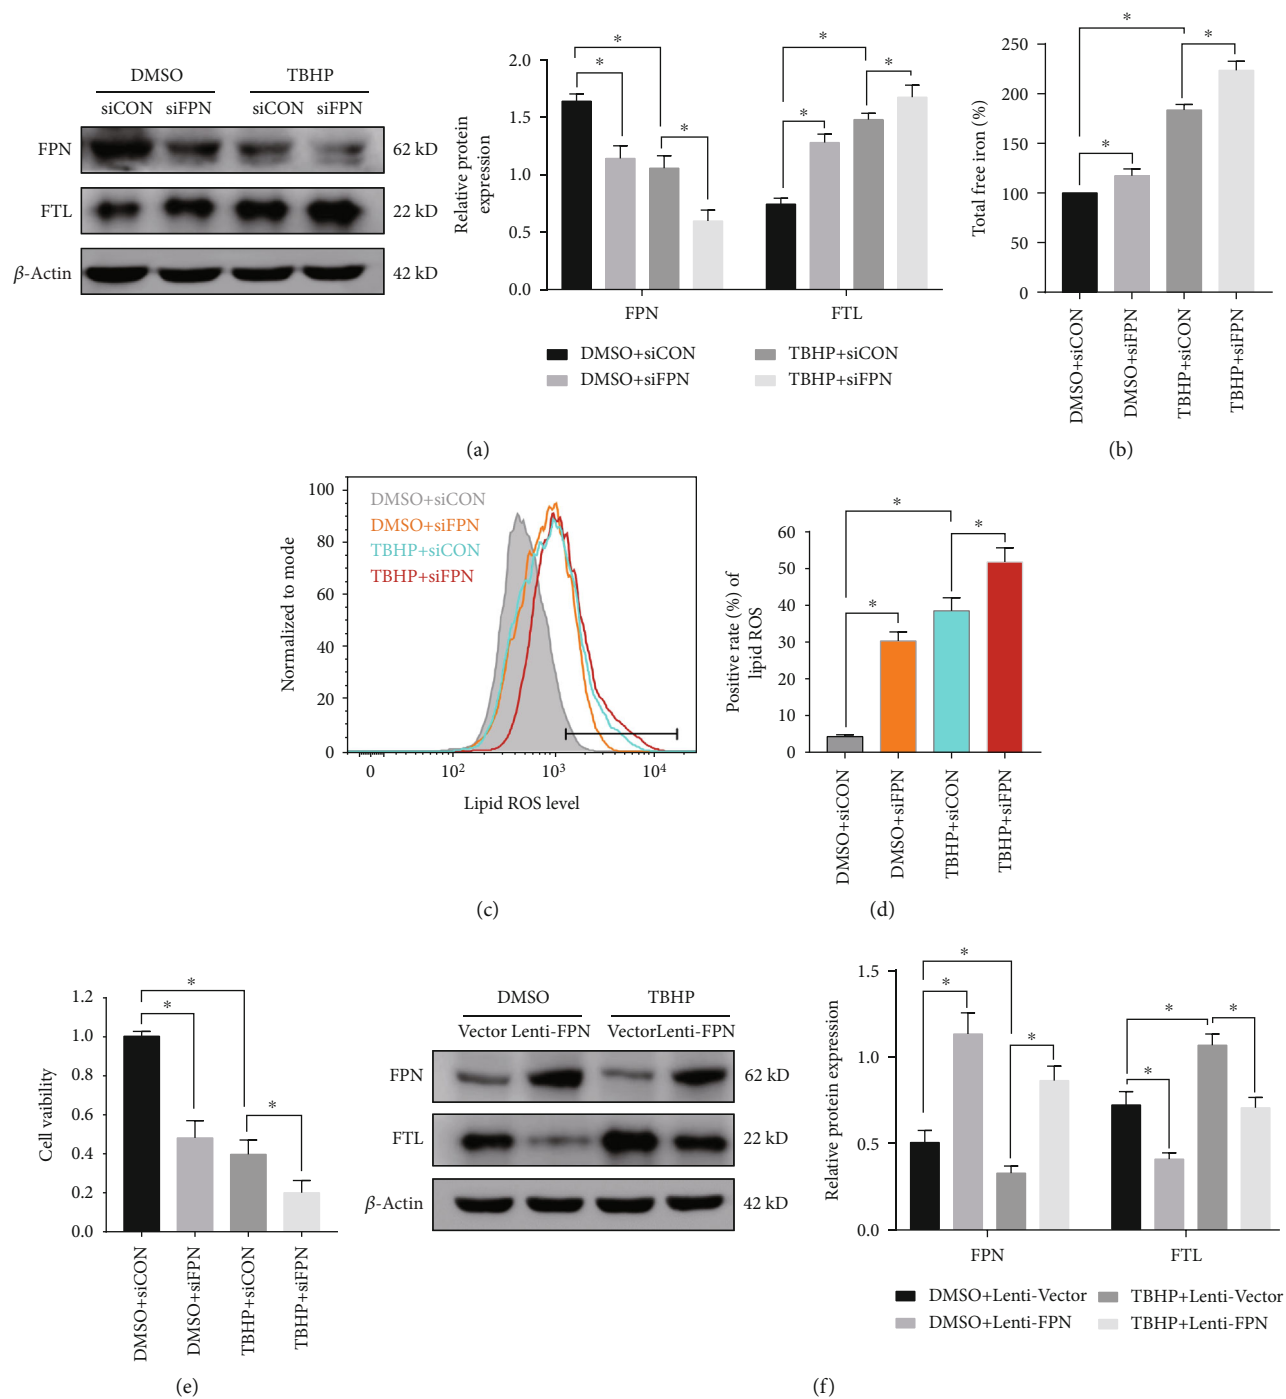 DMSO TBHP
siCON siFPN siCON siFPN
FPN 62 kD
FTL 22 kD
β-Actin 42 kD
Relative protein
expression
2.0
1.5
1.0
0.5
0.0
* * * * * *
FPN FTL
DMSO+siCON TBHP+siCON
DMSO+siFPN TBHP+siFPN
(a)
Total free iron (%)
250
200
150
100
50
0
* * *
DMSO+siCON
DMSO+siFPN
TBHP+siCON
TBHP+siFPN
(b)
Normalized to mode
100
80
60
40
20
0
DMSO+siCON
DMSO+siFPN
TBHP+siCON
TBHP+siFPN
0 10² 10³ 10⁴
Lipid ROS level
(c)
Positive rate (%) of
lipid ROS
60
50
40
30
20
10
0
* * *
DMSO+siCON
DMSO+siFPN
TBHP+siCON
TBHP+siFPN
(d)
Cell vaibility
1.2
1.0
0.8
0.6
0.4
0.2
0.0
* * *
DMSO+siCON
DMSO+siFPN
TBHP+siCON
TBHP+siFPN
(e)
DMSO TBHP
Vector Lenti-FPN VectorLenti-FPN
FPN 62 kD
FTL 22 kD
β-Actin 42 kD
Relative protein expression
1.5
1.0
0.5
0.0
* * * * * *
FPN FTL
DMSO+Lenti-Vector TBHP+Lenti-Vector
DMSO+Lenti-FPN TBHP+Lenti-FPN
(f)